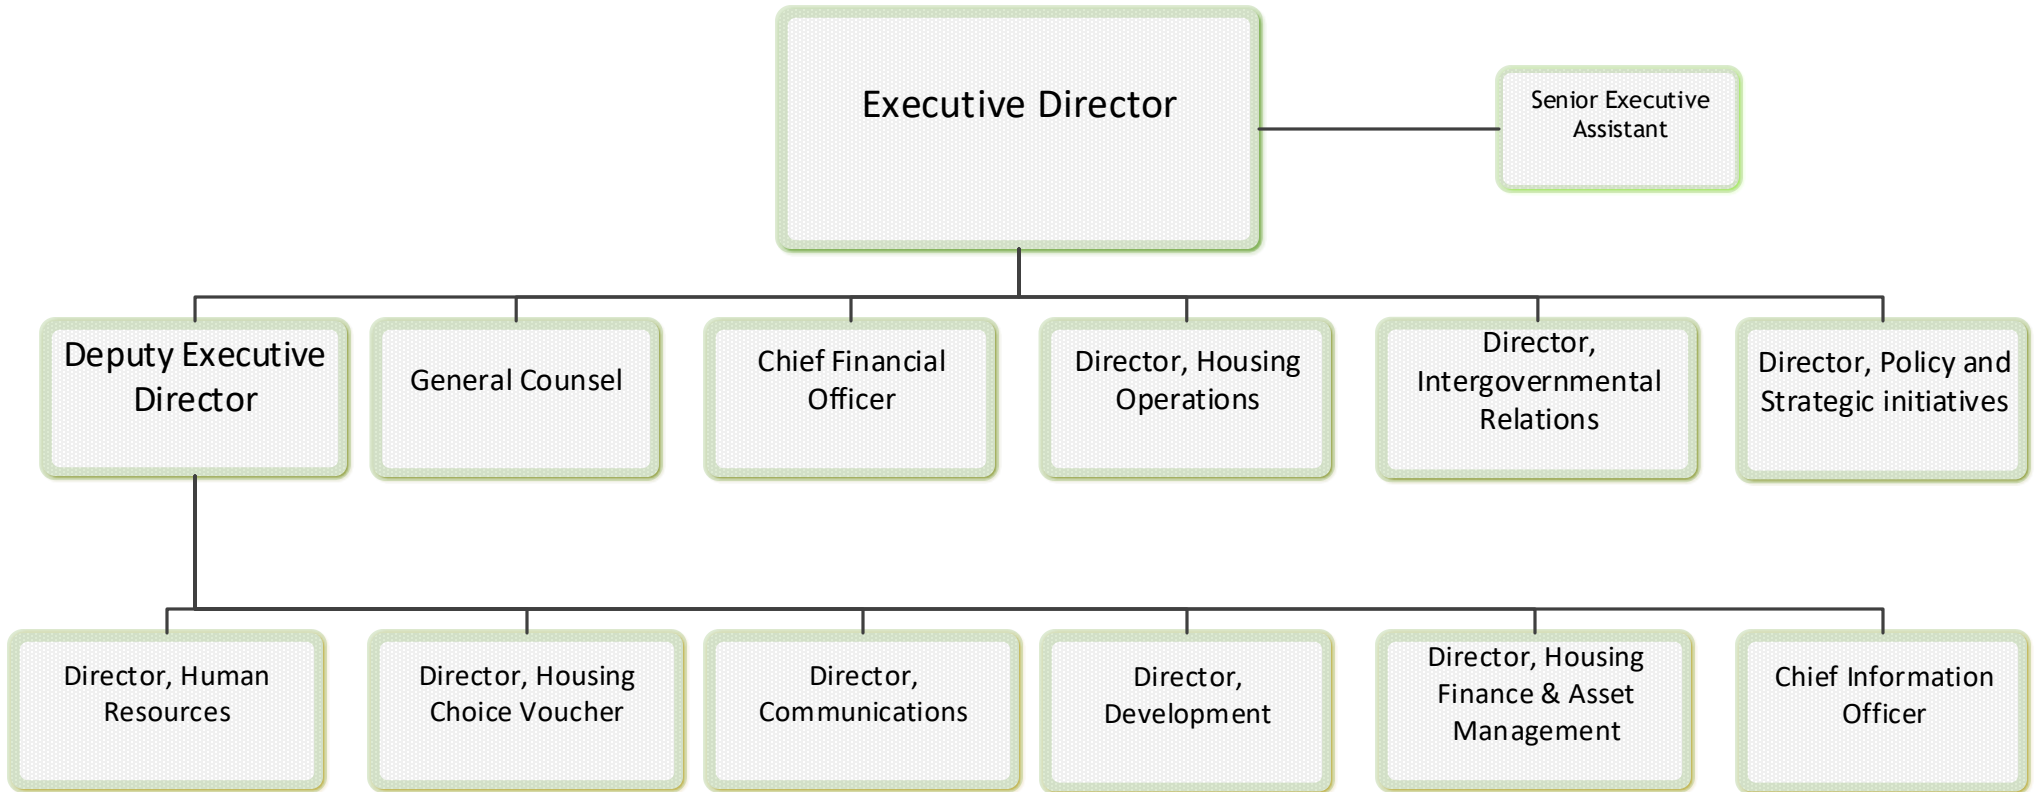 Executive Director
Senior Executive
Assistant
Deputy Executive
Director
General Counsel
Chief Financial
Officer
Director, Housing
Operations
Director,
Intergovernmental
Relations
Director, Policy and
Strategic initiatives
Director, Human
Resources
Director, Housing
Choice Voucher
Director,
Communications
Director,
Development
Director, Housing
Finance & Asset
Management
Chief Information
Officer